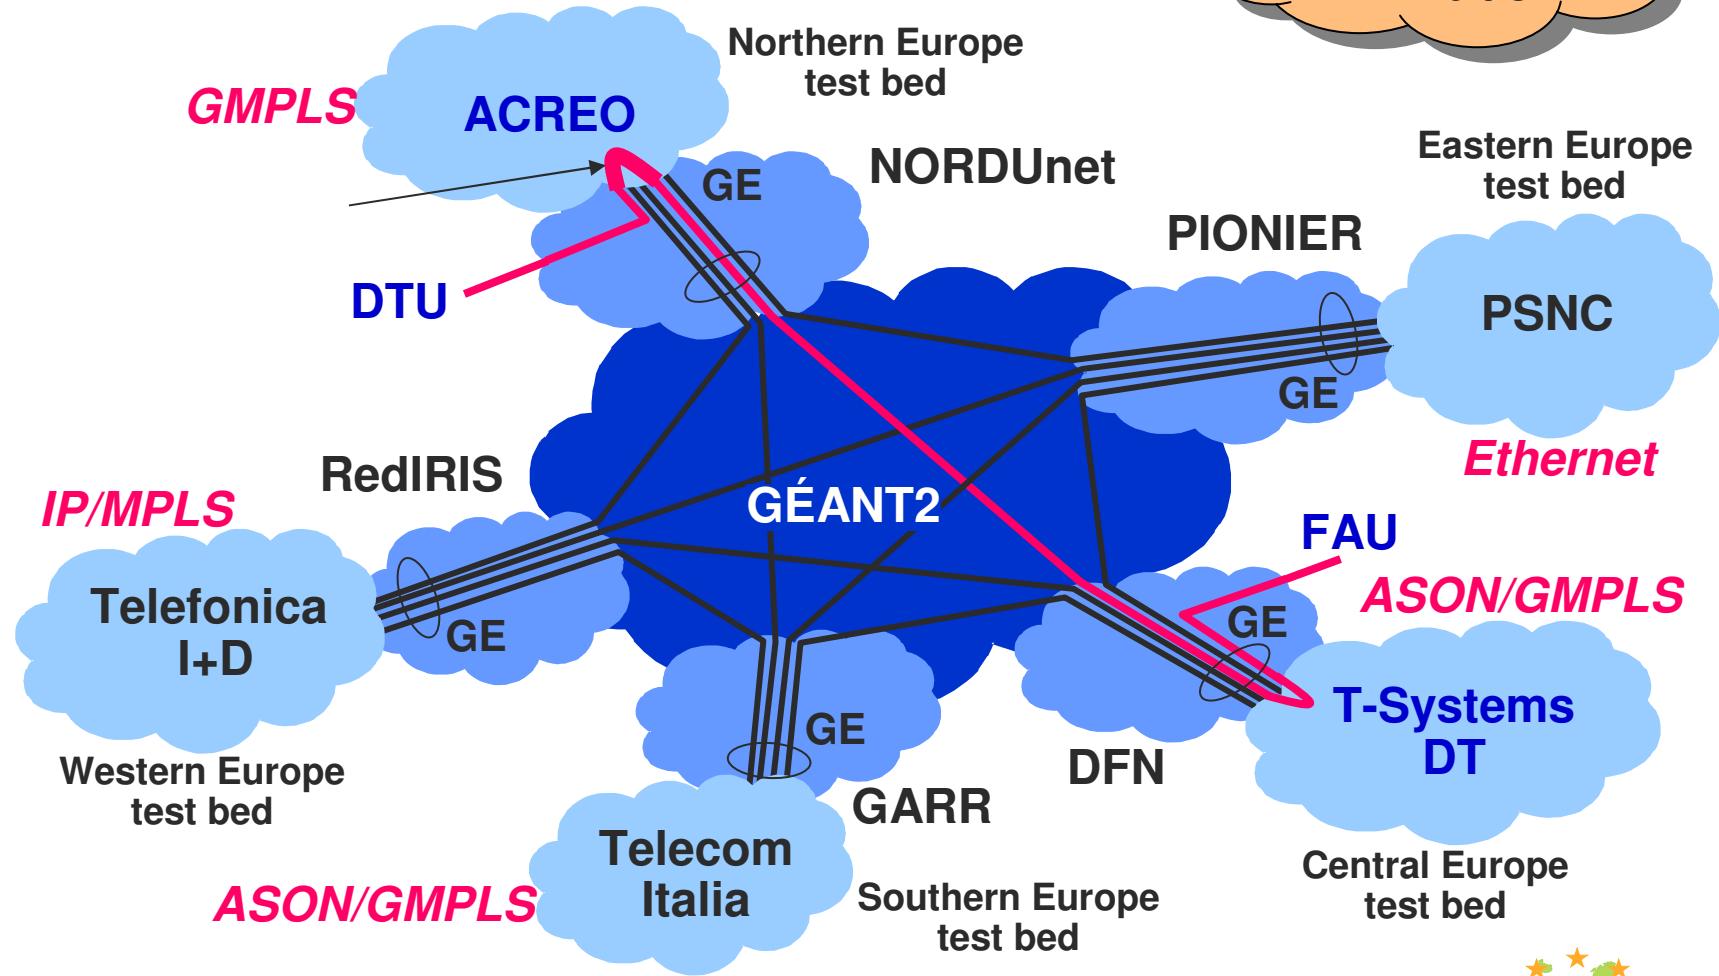 Northern Europe
test bed
GMPLS
ACREO
NORDUnet
GE
Eastern Europe
test bed
PIONIER
DTU
PSNC
GE
Ethernet
RedIRIS
IP/MPLS
GÉANT2
FAU
ASON/GMPLS
Telefonica
I+D
GE
GE
T-Systems
DT
Western Europe
test bed
GE
DFN
GARR
Telecom
Italia
ASON/GMPLS
Southern Europe
test bed
Central Europe
test bed